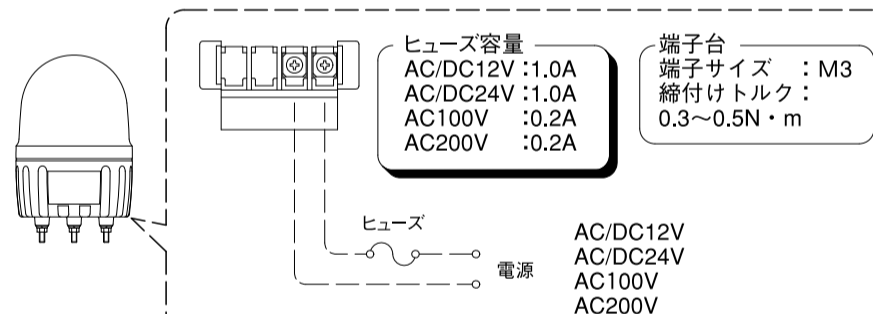 ヒューズ容量
AC/DC12V :1.0A
AC/DC24V :1.0A
AC100V :0.2A
AC200V :0.2A
端子台
端子サイズ :M3
締付けトルク:
0.3〜0.5N・m
ヒューズ
電源
AC/DC12V
AC/DC24V
AC100V
AC200V